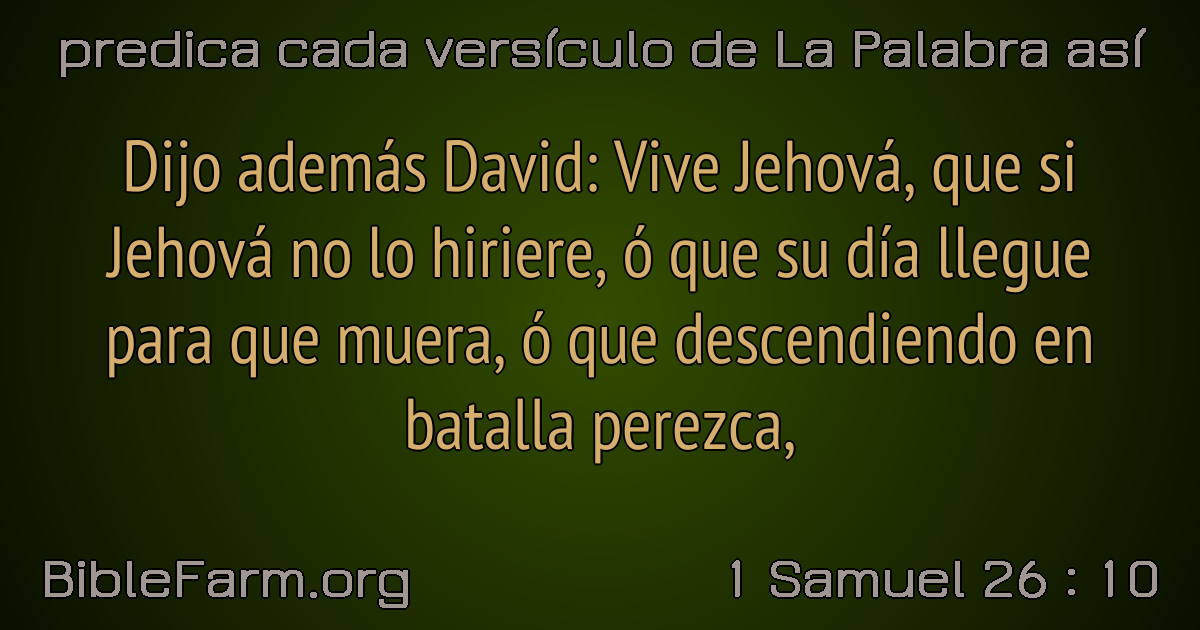 predica cada versículo de La Palabra así
Dijo además David: Vive Jehová, que si
Jehová no lo hiriere, ó que su día llegue
para que muera, ó que descendiendo en
batalla perezca,
BibleFarm.org
1 Samuel 26 : 10